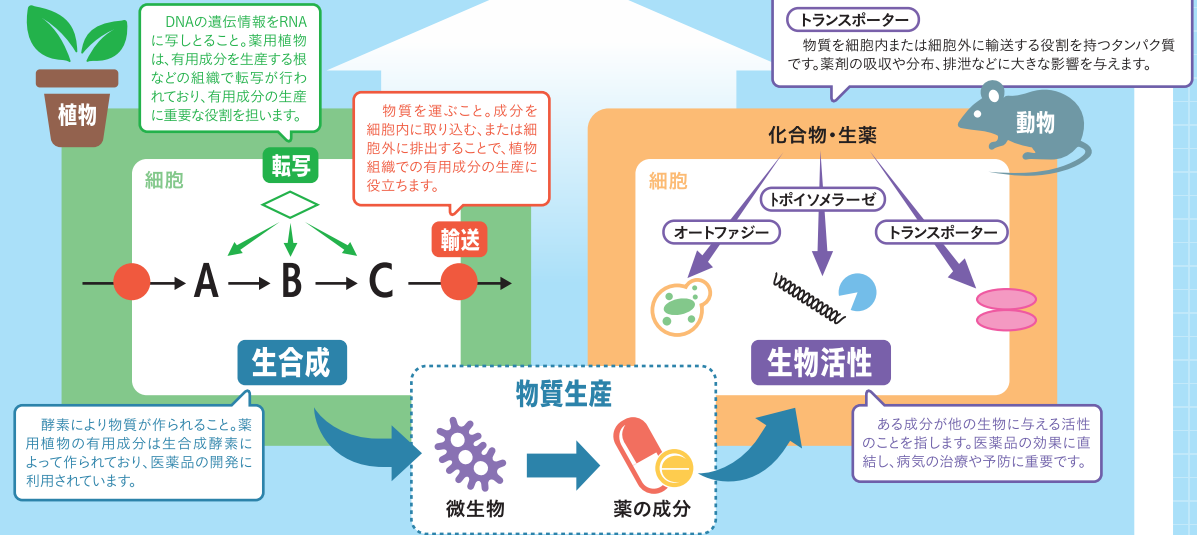 DNAの遺伝情報をRNA
に写しとること。薬用植物
は、有用成分を生産する根
などの組織で転写が行わ
れており、有用成分の生産
に重要な役割を担います。
植物
転写
細胞
物質を運ぶこと。成分を
細胞内に取り込む、または細
胞外に排出することで、植物
組織での有用成分の生産に
役立ちます。
輸送
A B C
生合成
酵素により物質が作られること。薬
用植物の有用成分は生合成酵素に
よって作られており、医薬品の開発に
利用されています。
トランスポーター
物質を細胞内または細胞外に輸送する役割を持つタンパク質
です。薬剤の吸収や分布、排泄などに大きな影響を与えます。
動物
化合物・生薬
細胞
トポイソメラーゼ
オートファジー
トランスポーター
生物活性
ある成分が他の生物に与える活性
のことを指します。医薬品の効果に直
結し、病気の治療や予防に重要です。
物質生産
微生物
薬の成分